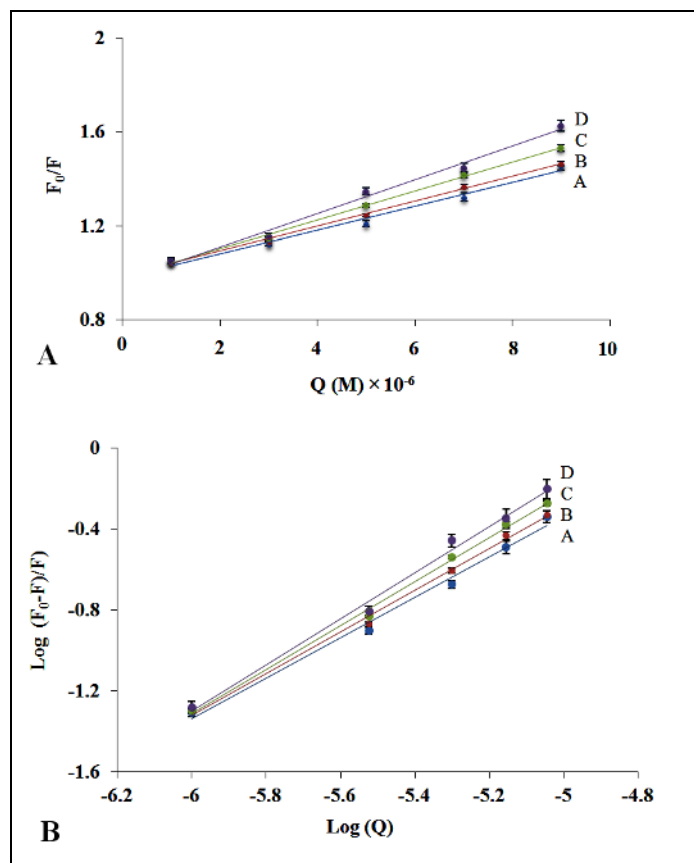 2
1.6
1.2
0.8
F₀/F
D
C
B
A
0 2 4 6 8 10
Q (M) × 10⁻⁶
A
0
-0.4
-0.8
-1.2
-1.6
Log (F₀-F)/F
D
C
B
A
-6.2 -6 -5.8 -5.6 -5.4 -5.2 -5 -4.8
Log (Q)
B